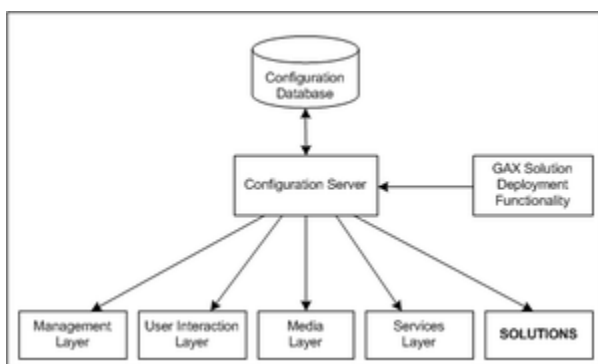 Configuration
Database
Configuration Server
GAX Solution
Deployment
Functionality
Management
Layer
User Interaction
Layer
Media
Layer
Services
Layer
SOLUTIONS